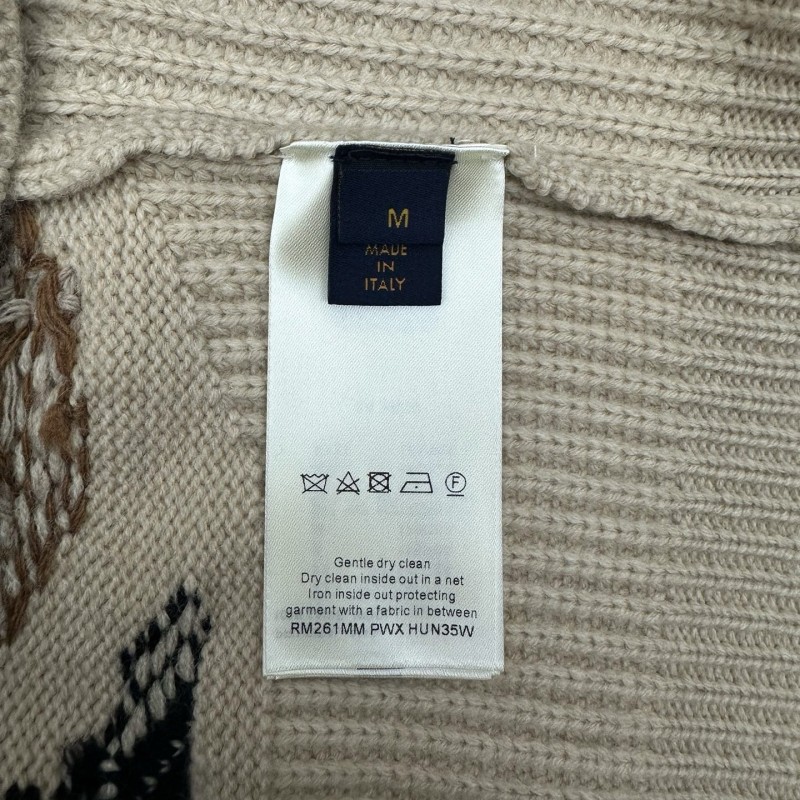 M
MADE
IN
ITALY
F
Gentle dry clean
Dry clean inside out in a net
Iron inside out protecting
garment with a fabric in between
RM261MM PWX HUN35W